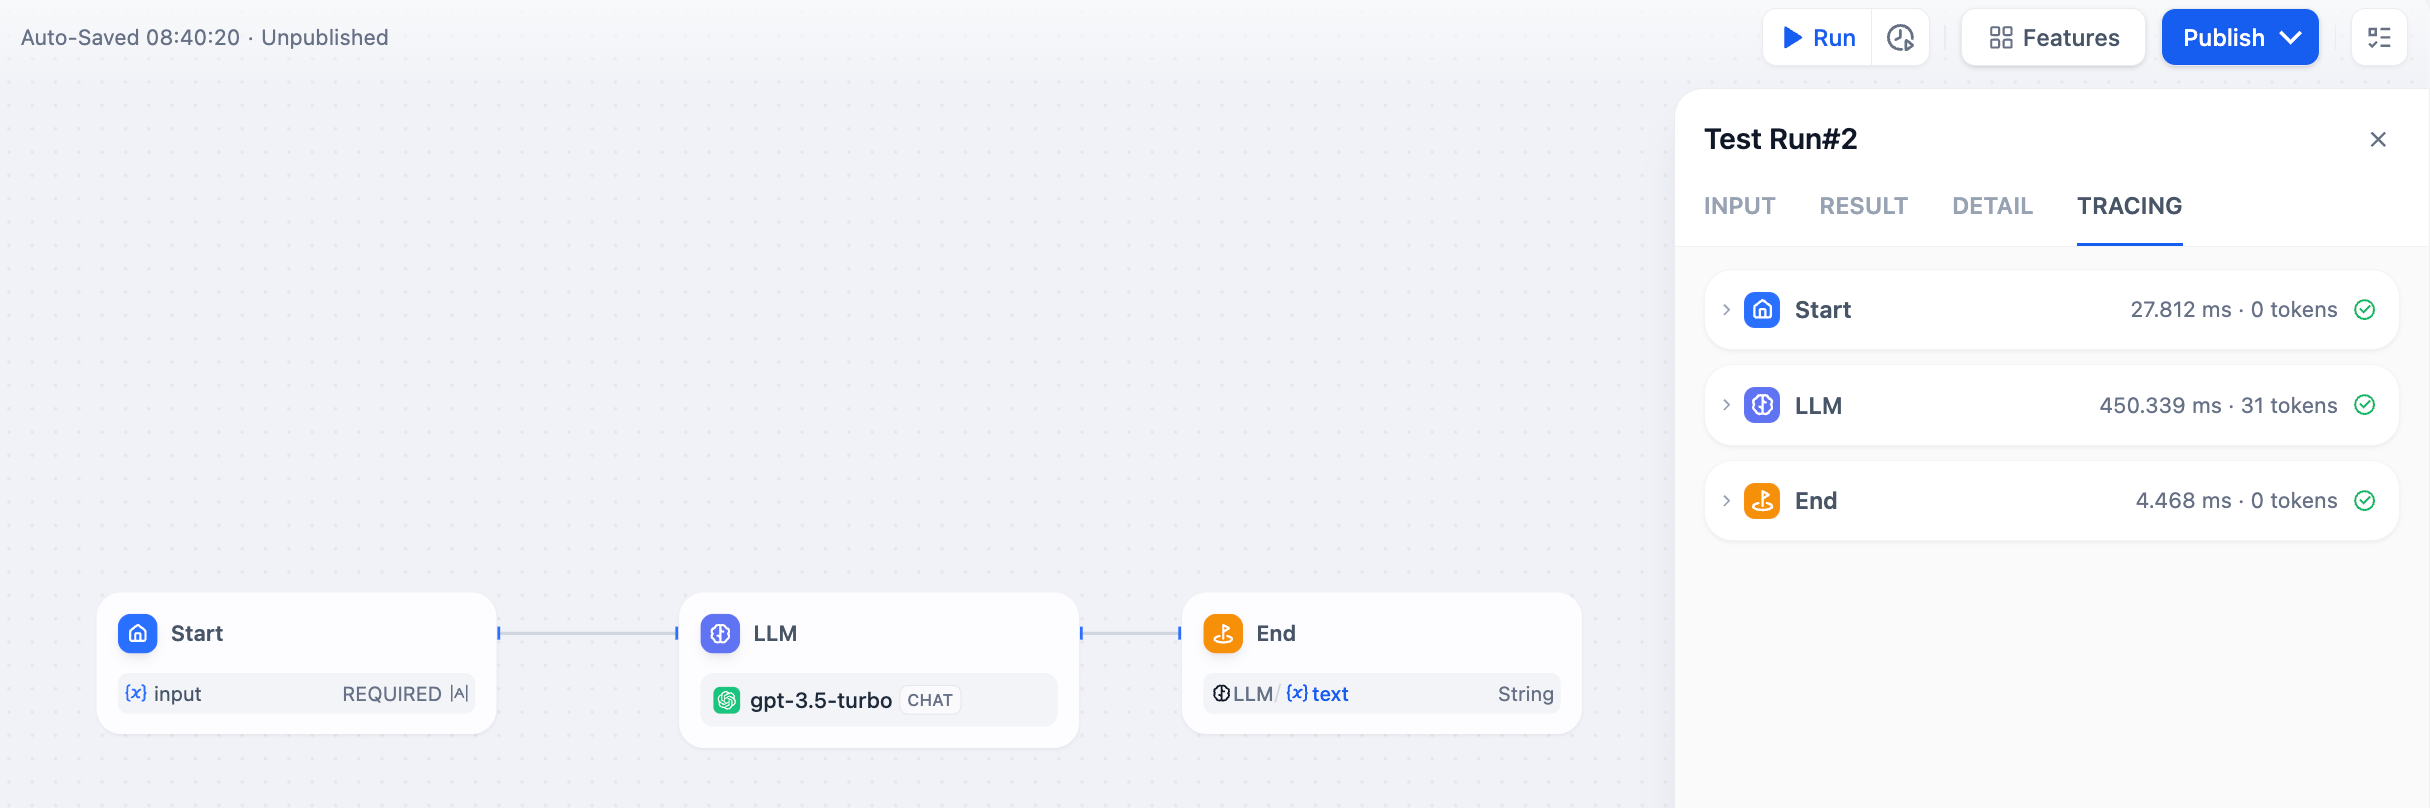 Auto-Saved 08:40:20 · Unpublished
Run
Features
Publish
Test Run#2
INPUT RESULT DETAIL TRACING
Start 27.812 ms · 0 tokens
LLM 450.339 ms · 31 tokens
End 4.468 ms · 0 tokens
Start
{x} input REQUIRED |A|
LLM
gpt-3.5-turbo CHAT
End
LLM/ {x} text String